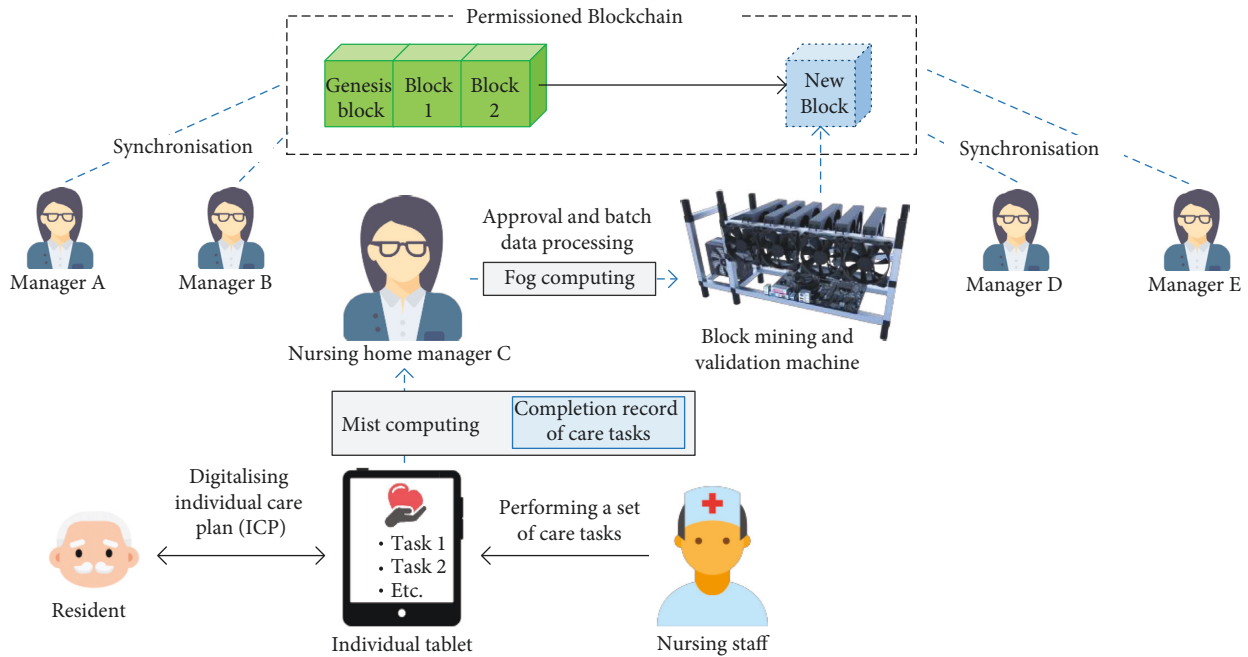 Permissioned Blockchain
Genesis
block
Block
1
Block
2
New
Block
Synchronisation
Synchronisation
Manager A
Manager B
Approval and batch
data processing
Fog computing
Manager D
Manager E
Nursing home manager C
Block mining and
validation machine
Mist computing
Completion record
of care tasks
Digitalising
individual care
plan (ICP)
Performing a set
of care tasks
• Task 1
• Task 2
• Etc.
Resident
Individual tablet
Nursing staff